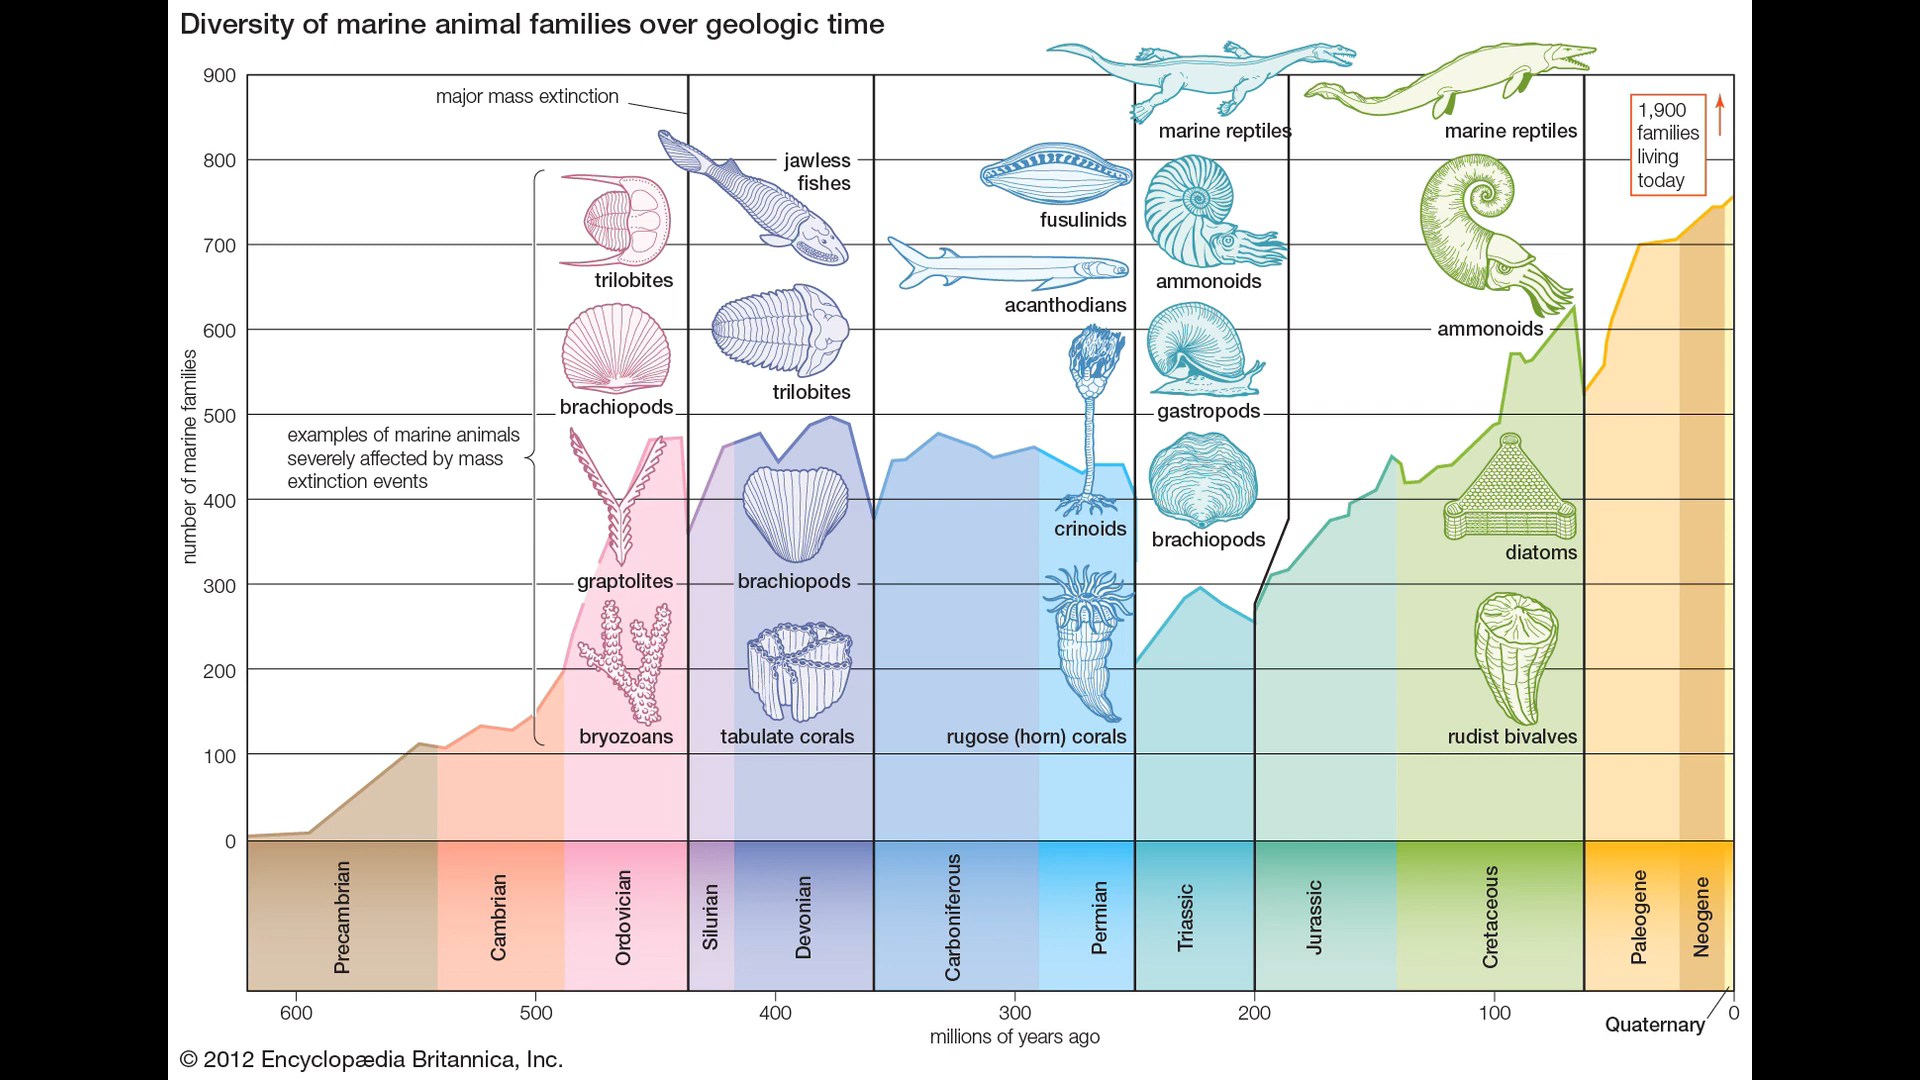 Diversity of marine animal families over geologic time
900
800
700
600
500
400
300
200
100
0
number of marine families
major mass extinction
examples of marine animals
severely affected by mass
extinction events
trilobites
brachiopods
graptolites
bryozoans
jawless
fishes
trilobites
brachiopods
tabulate corals
fusulinids
acanthodians
crinoids
rugose (horn) corals
marine reptiles
ammonoids
gastropods
brachiopods
marine reptiles
ammonoids
diatoms
rudist bivalves
1,900
families
living
today
Precambrian
Cambrian
Ordovician
Silurian
Devonian
Carboniferous
Permian
Triassic
Jurassic
Cretaceous
Paleogene
Neogene
Quaternary
600
500
400
300
200
100
0
millions of years ago
© 2012 Encyclopædia Britannica, Inc.